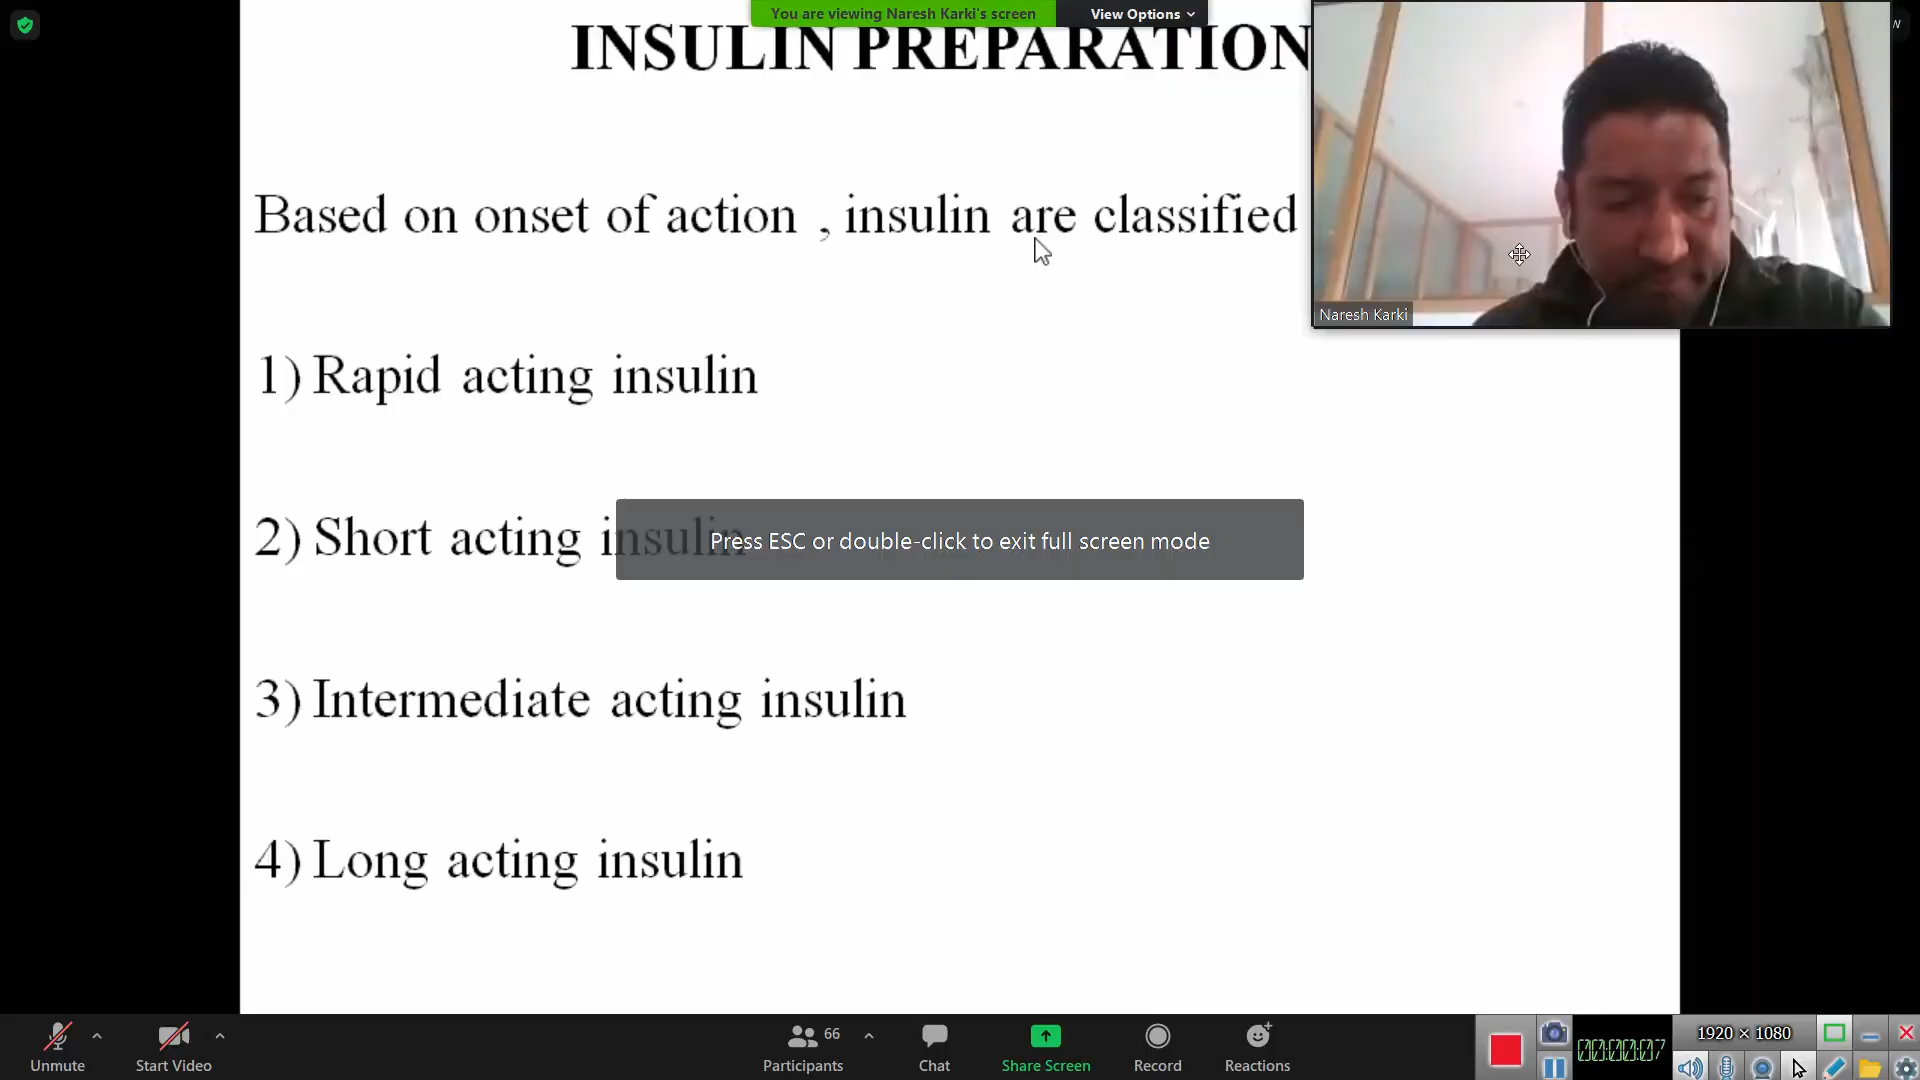 You are viewing Naresh Karki's screen
View Options
INSULIN PREPARATION
Based on onset of action , insulin are classified
Naresh Karki
1) Rapid acting insulin
2) Short acting insulin
Press ESC or double-click to exit full screen mode
3) Intermediate acting insulin
4) Long acting insulin
66
Unmute
Start Video
Participants
Chat
Share Screen
Record
Reactions
1920 × 1080
00:00:07